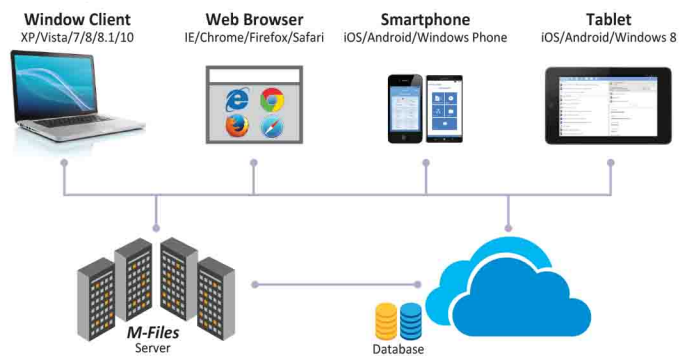 Window Client
XP/Vista/7/8/8.1/10
Web Browser
IE/Chrome/Firefox/Safari
Smartphone
iOS/Android/Windows Phone
Tablet
iOS/Android/Windows 8
M-Files
Server
Database